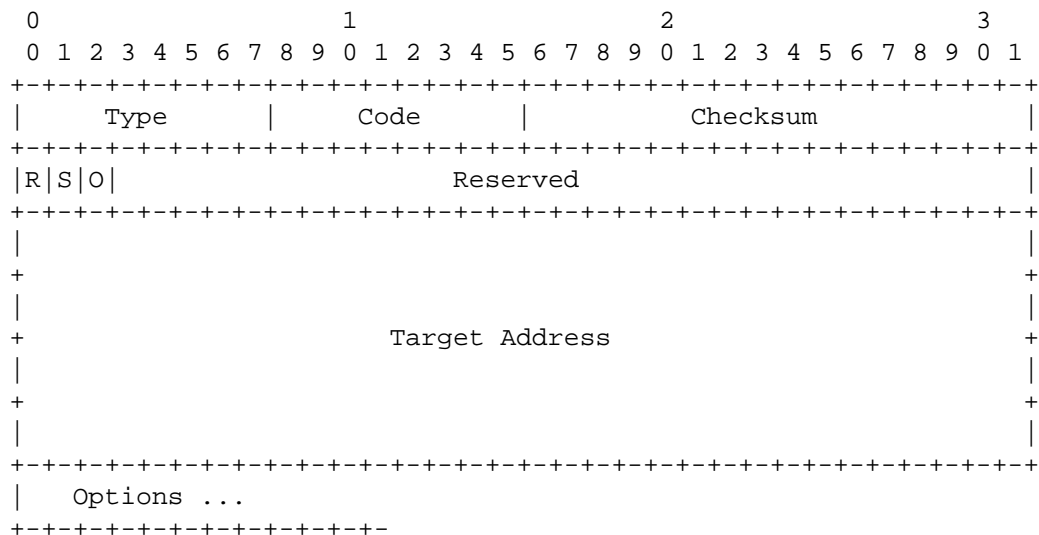 0                   1                   2                   3
 0 1 2 3 4 5 6 7 8 9 0 1 2 3 4 5 6 7 8 9 0 1 2 3 4 5 6 7 8 9 0 1
+-+-+-+-+-+-+-+-+-+-+-+-+-+-+-+-+-+-+-+-+-+-+-+-+-+-+-+-+-+-+-+-+
|     Type      |     Code      |          Checksum             |
+-+-+-+-+-+-+-+-+-+-+-+-+-+-+-+-+-+-+-+-+-+-+-+-+-+-+-+-+-+-+-+-+
|R|S|O|                     Reserved                            |
+-+-+-+-+-+-+-+-+-+-+-+-+-+-+-+-+-+-+-+-+-+-+-+-+-+-+-+-+-+-+-+-+
|                                                               |
+                                                               +
|                                                               |
+                       Target Address                          +
|                                                               |
+                                                               +
|                                                               |
+-+-+-+-+-+-+-+-+-+-+-+-+-+-+-+-+-+-+-+-+-+-+-+-+-+-+-+-+-+-+-+-+
|   Options ...
+-+-+-+-+-+-+-+-+-+-+-+-